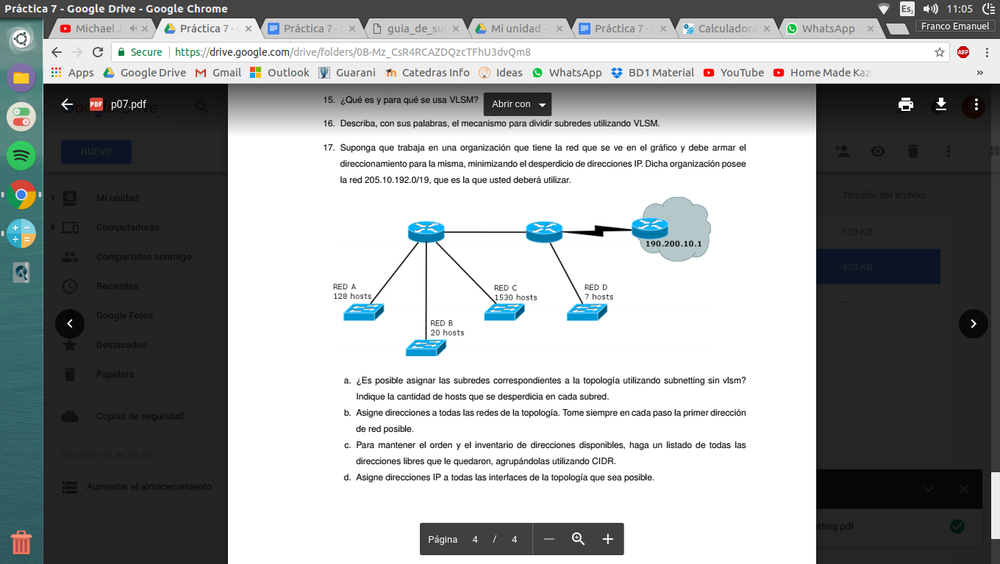 Práctica 7 - Google Drive - Google Chrome
Es₂
11:05
Michael J
Práctica 7 -
Práctica 7 -
guia_de_su
Mi unidad -
Práctica 7 -
Calculadora
WhatsApp
Franco Emanuel
Secure
https://drive.google.com/drive/folders/0B-Mz_CsR4RCAZDQzcTFhU3dvQm8
ABP
Apps
Google Drive
Gmail
Outlook
Guarani
Catedras Info
Ideas
WhatsApp
BD1 Material
YouTube
Home Made Kaz
»
PDF
p07.pdf
Drive
Abrir con
NUEVO
Mi unidad
Computadoras
Compartidos conmigo
Recientes
Google Fotos
Destacados
Papelera
Copias de seguridad
Se usó 9 GB de 15 GB
Aumentar el almacenamiento
15. ¿Qué es y para qué se usa VLSM?
16. Describa, con sus palabras, el mecanismo para dividir subredes utilizando VLSM.
17. Suponga que trabaja en una organización que tiene la red que se ve en el gráfico y debe armar el
direccionamiento para la misma, minimizando el desperdicio de direcciones IP. Dicha organización posee
la red 205.10.192.0/19, que es la que usted deberá utilizar.
190.200.10.1
RED A
128 hosts
RED B
20 hosts
RED C
1530 hosts
RED D
7 hosts
a. ¿Es posible asignar las subredes correspondientes a la topología utilizando subnetting sin vlsm?
Indique la cantidad de hosts que se desperdicia en cada subred.
b. Asigne direcciones a todas las redes de la topología. Tome siempre en cada paso la primer dirección
de red posible.
c. Para mantener el orden y el inventario de direcciones disponibles, haga un listado de todas las
direcciones libres que le quedaron, agrupándolas utilizando CIDR.
d. Asigne direcciones IP a todas las interfaces de la topología que sea posible.
Tamaño del archivo
130 KB
438 KB
—
tting.pdf
Página 4 / 4